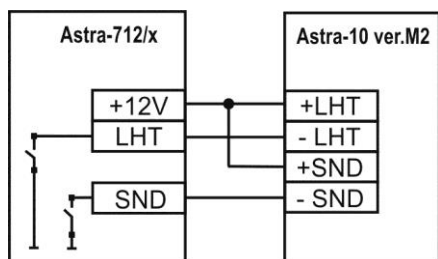 Astra-712/x
Astra-10 ver.M2
+12V
LHT
SND
+LHT
- LHT
+SND
- SND